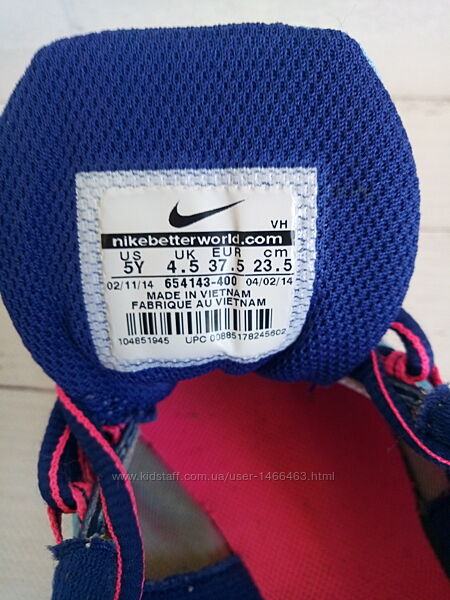 VH
nikebetterworld.com
US UK EUR cm
5Y 4.5 37.5 23.5
02/11/14 654143-400 04/02/14
MADE IN VIETNAM
FABRIQUE AU VIETNAM
104851945 UPC 00885178245602
www.kidstaff.com.ua/user-1466463.html